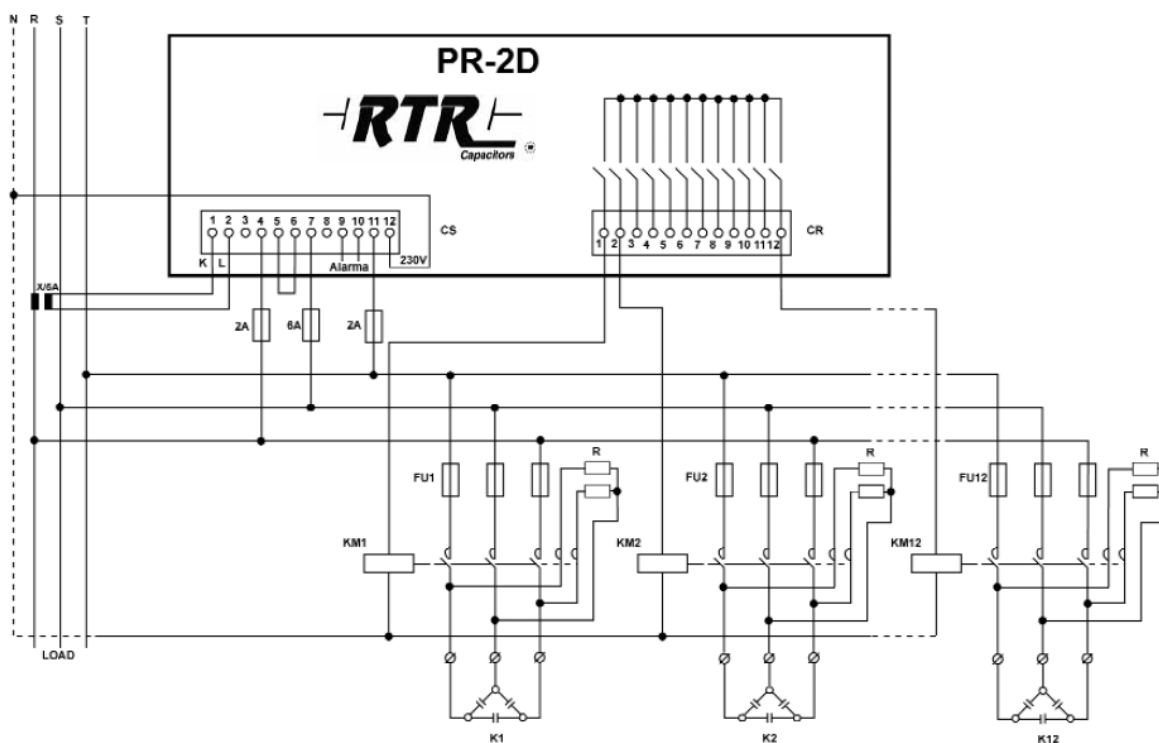 N R S T
PR-2D
RTR
Capacitors
1 2 3 4 5 6 7 8 9 10 11 12
CS
K L
Alarma
230V
1 2 3 4 5 6 7 8 9 10 11 12
CR
X/5A
2A
6A
2A
R
R
R
FU1
FU2
FU12
KM1
KM2
KM12
LOAD
K1
K2
K12